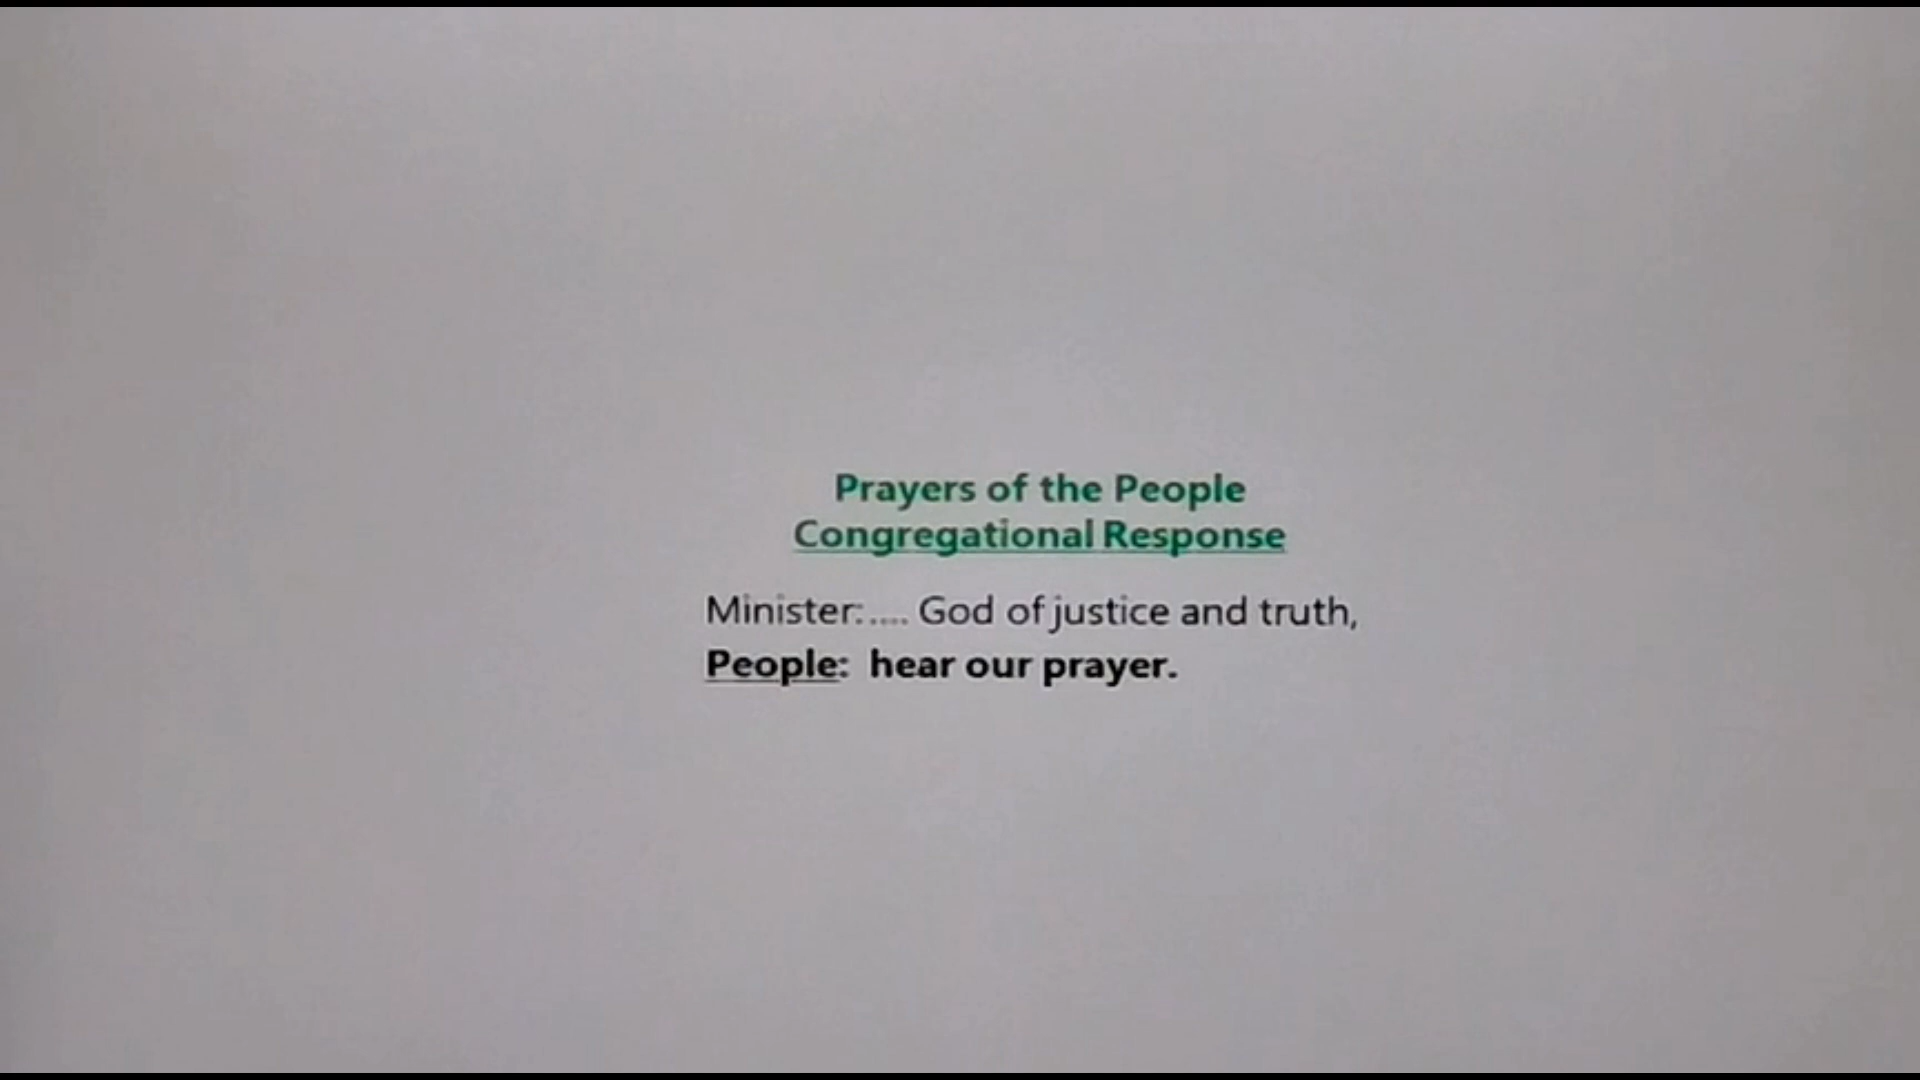 Prayers of the People
Congregational Response
Minister:.... God of justice and truth,
People: hear our prayer.